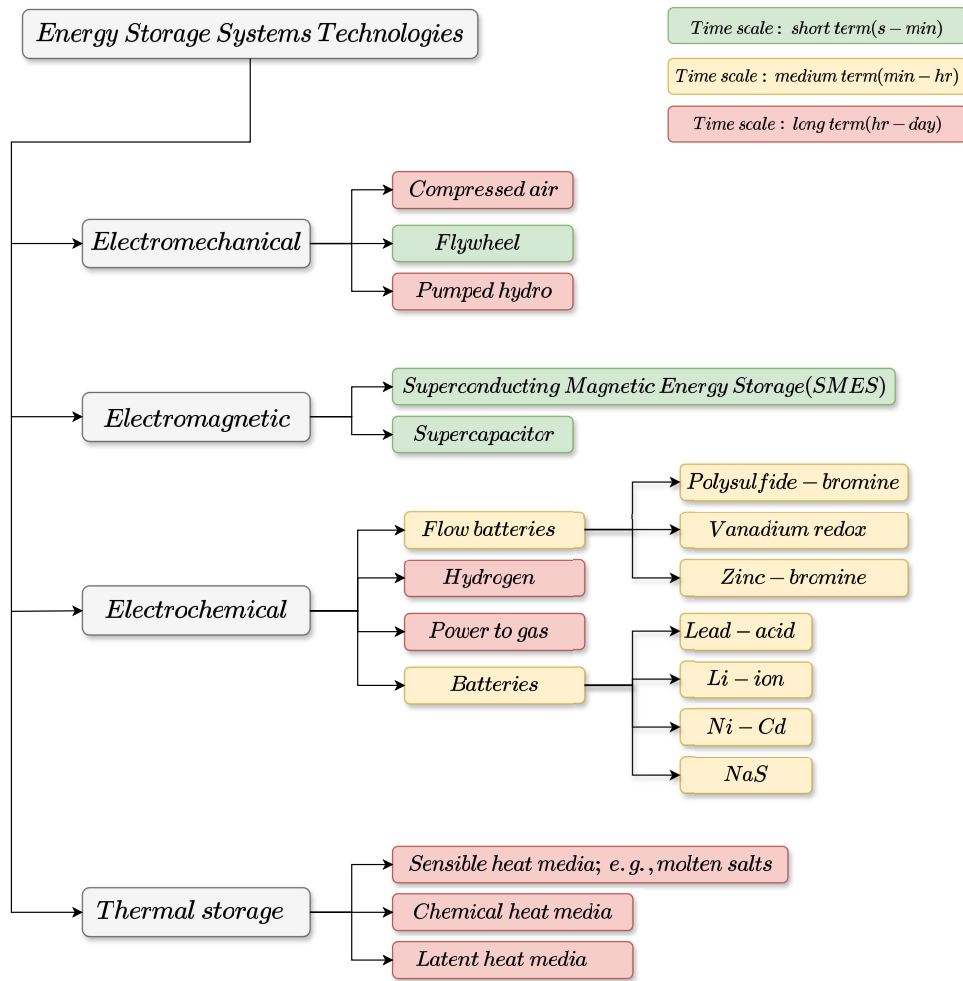 Energy Storage Systems Technologies
Time scale : short term(s − min)
Time scale : medium term(min − hr)
Time scale : long term(hr − day)
Electromechanical
Compressed air
Flywheel
Pumped hydro
Electromagnetic
Superconducting Magnetic Energy Storage(SMES)
Supercapacitor
Electrochemical
Flow batteries
Polysulfide − bromine
Vanadium redox
Zinc − bromine
Hydrogen
Power to gas
Batteries
Lead − acid
Li − ion
Ni − Cd
NaS
Thermal storage
Sensible heat media; e.g.,molten salts
Chemical heat media
Latent heat media